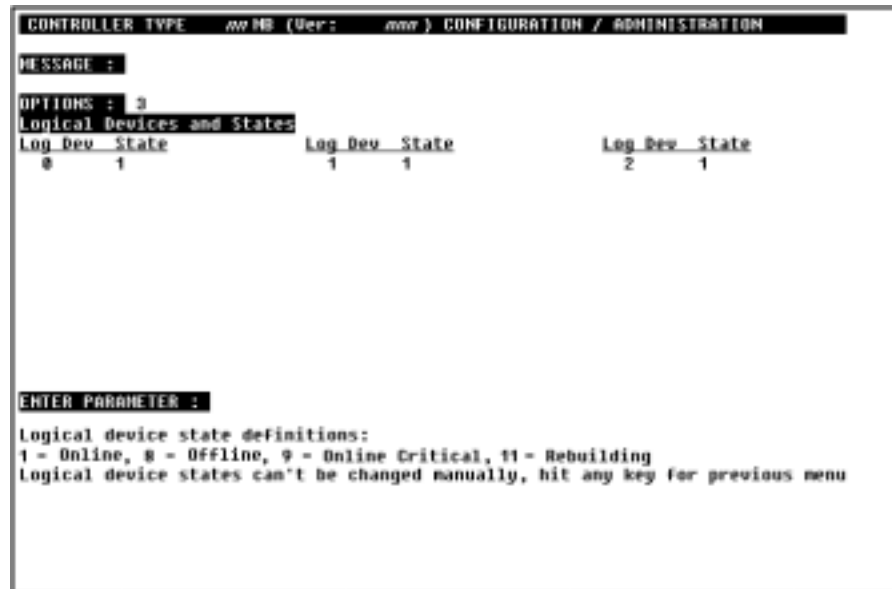 CONTROLLER TYPE nn MB (Ver: nnn ) CONFIGURATION / ADMINISTRATION
MESSAGE :
OPTIONS : 3
Logical Devices and States
Log Dev State Log Dev State Log Dev State
0 1 1 1 2 1
ENTER PARAMETER :
Logical device state definitions:
1 - Online, 8 - Offline, 9 - Online Critical, 11 - Rebuilding
Logical device states can't be changed manually, hit any key for previous menu